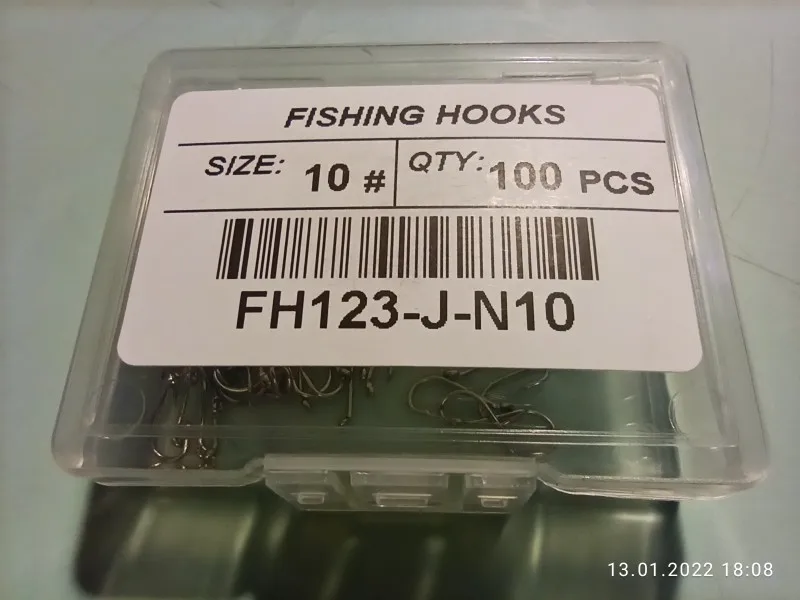 FISHING HOOKS
SIZE: 10 # QTY: 100 PCS
FH123-J-N10
13.01.2022 18:08